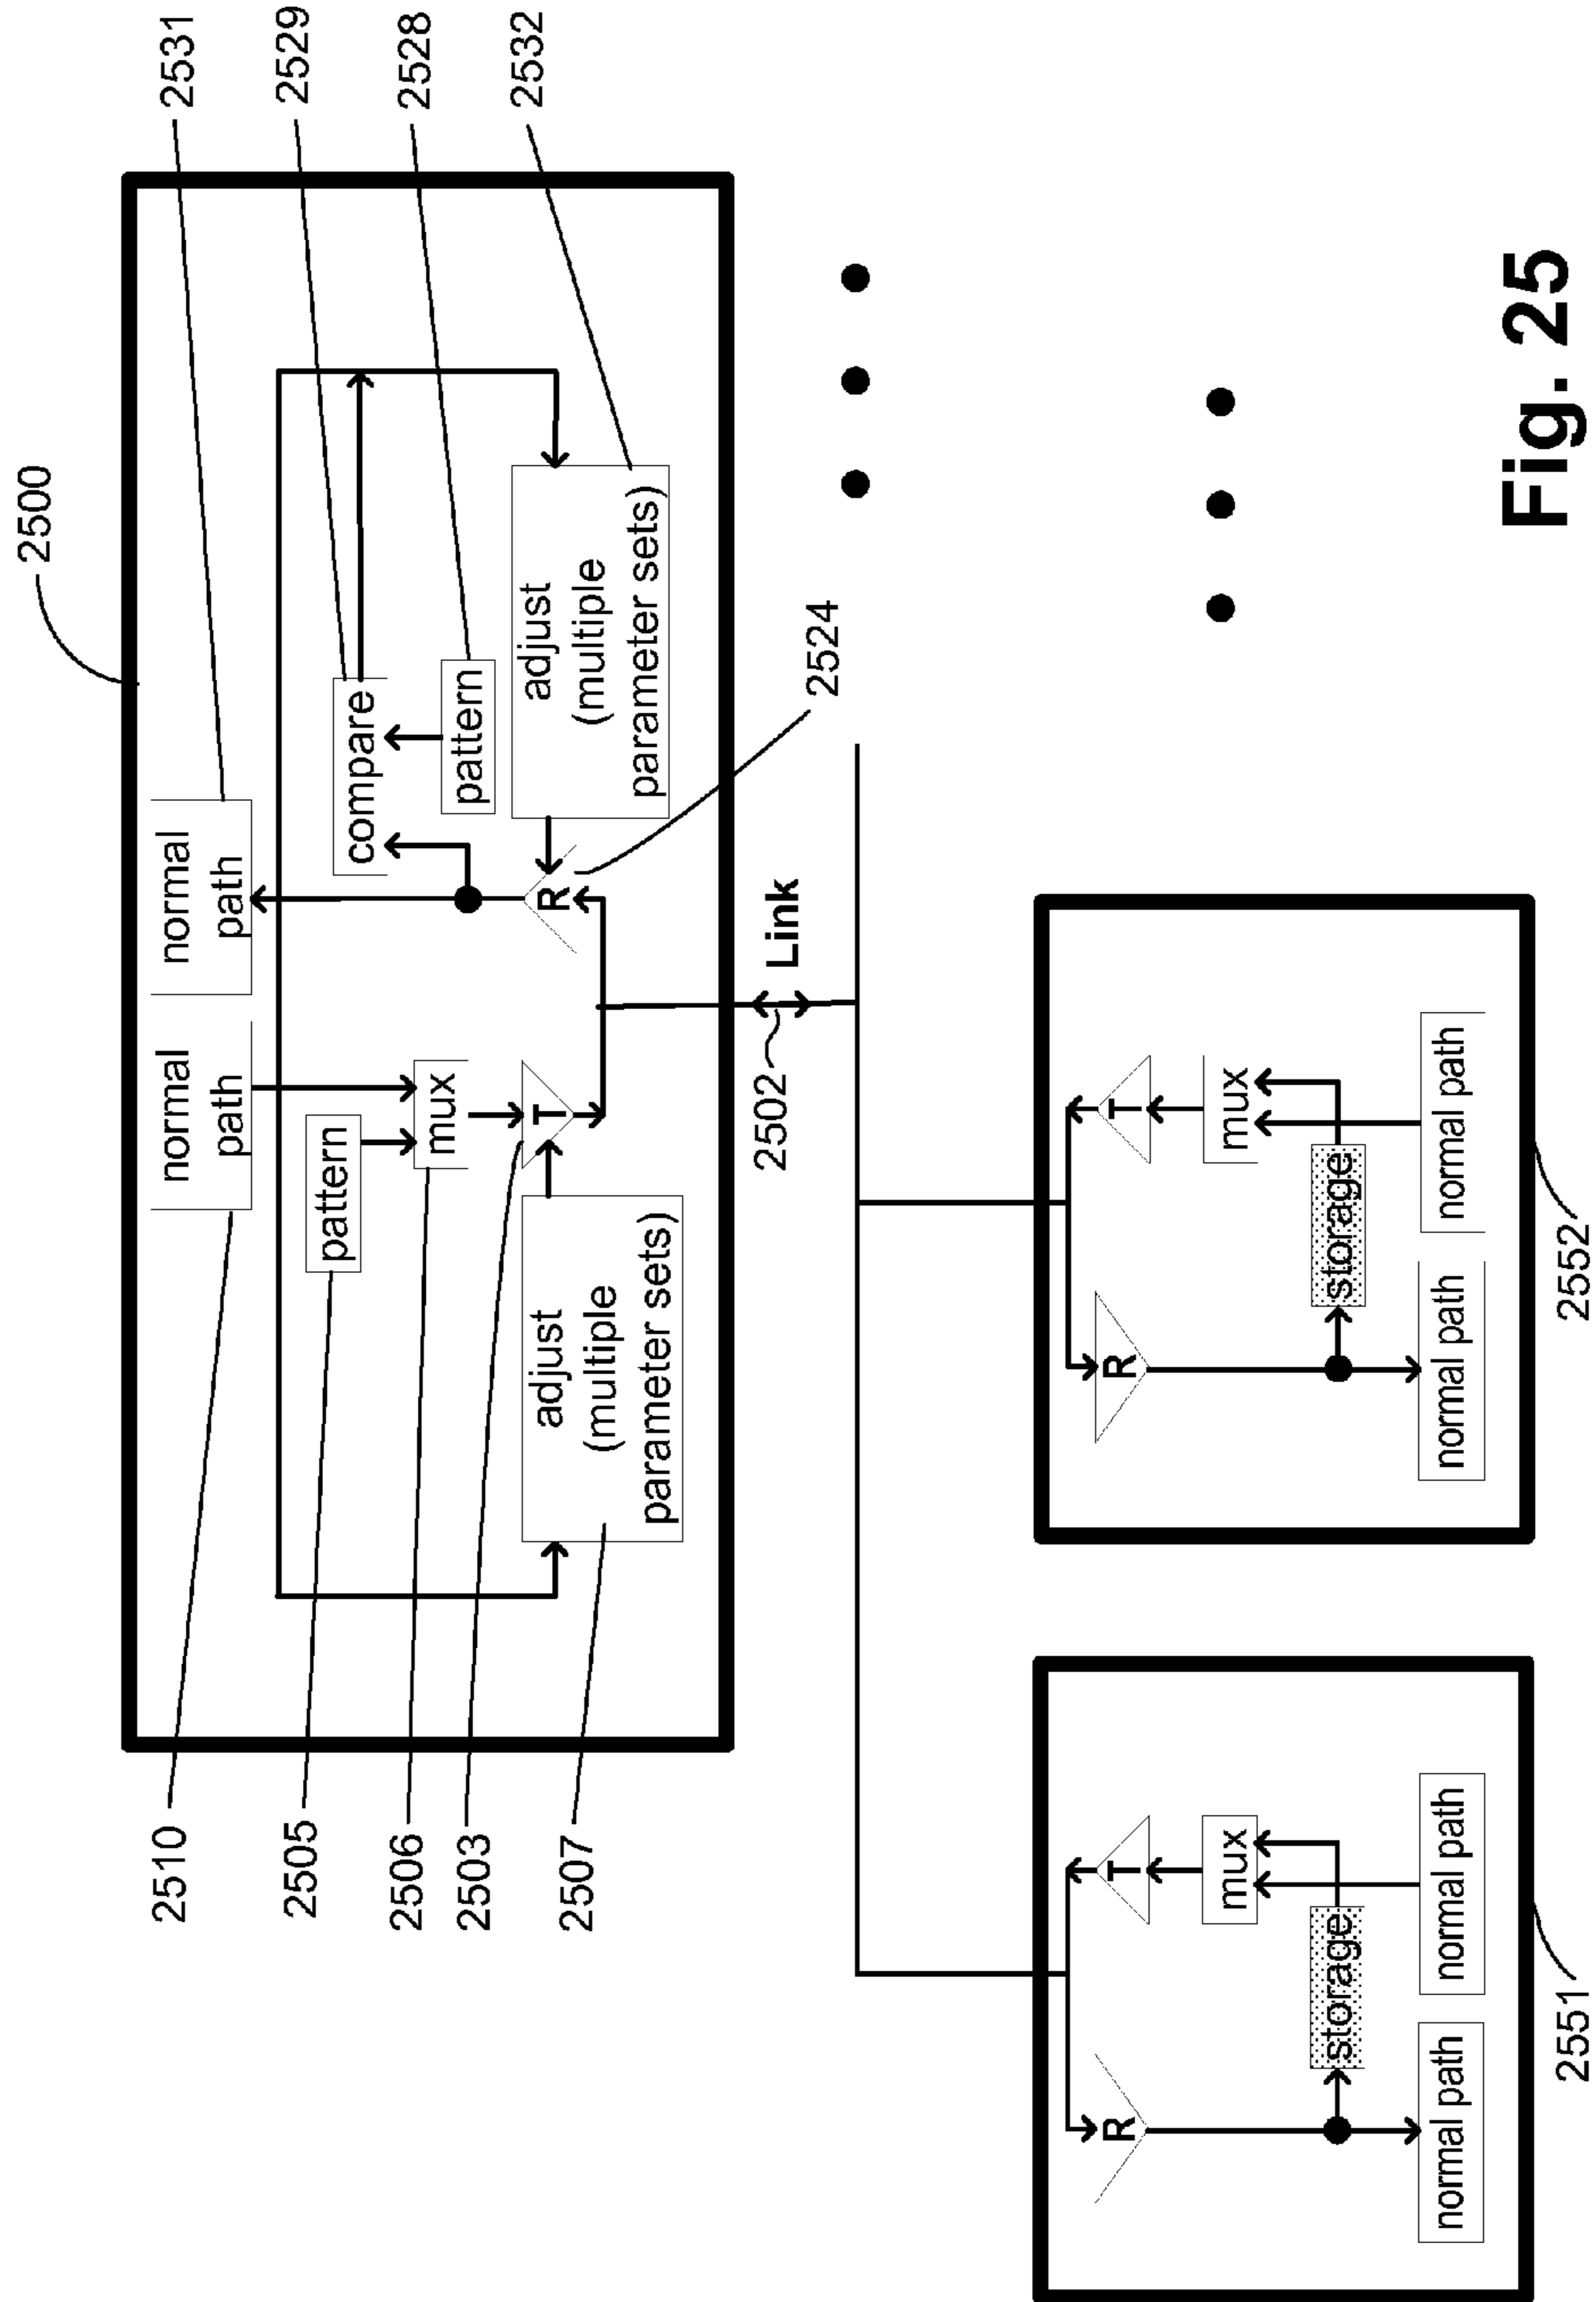 2500
2510
2505
2506
2503
2507
2531
2529
2528
2532
normal
path
normal
path
pattern
mux
T
adjust
(multiple
parameter sets)
compare
pattern
R
adjust
(multiple
parameter sets)
2524
2502
Link
R
T
mux
storage
normal path
normal path
2551
R
T
mux
storage
normal path
normal path
2552
Fig. 25